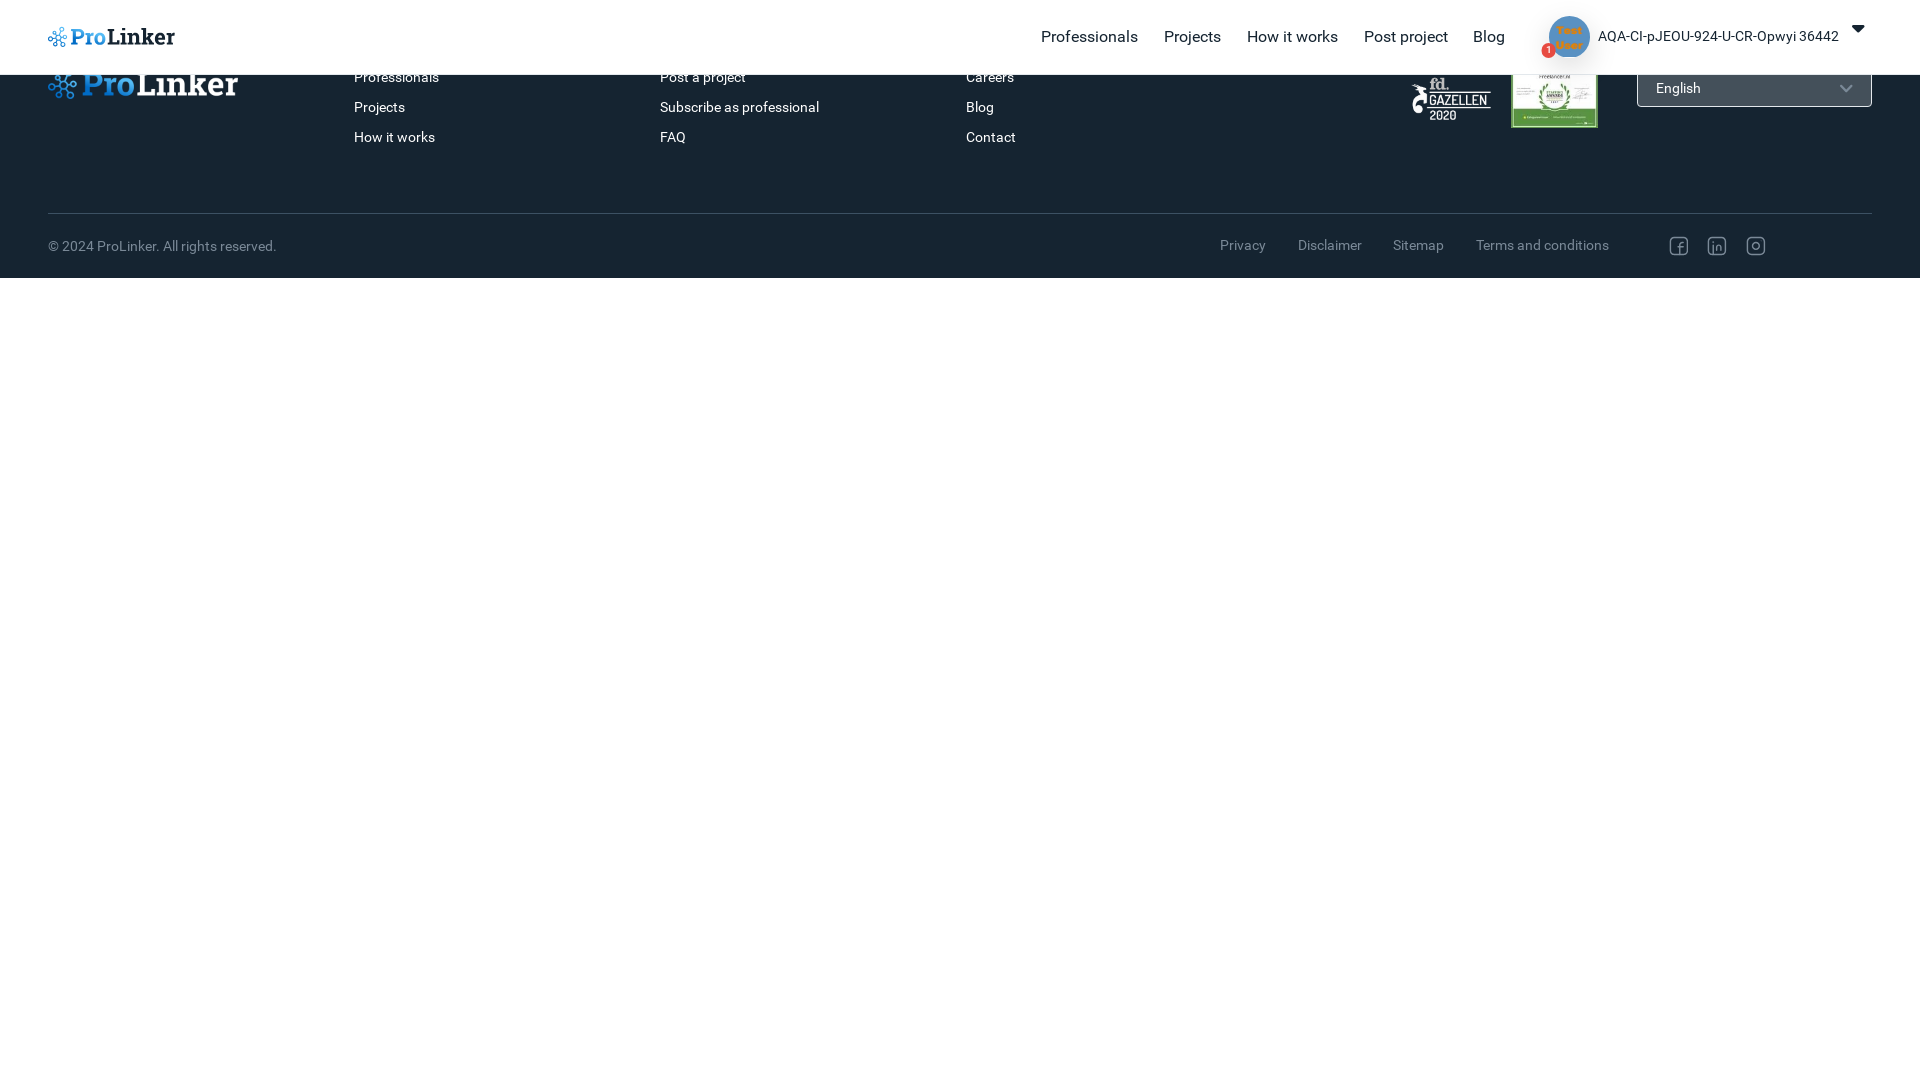 ProLinker
Professionals
Projects
How it works
Post project
Blog
Test
User
1
AQA-CI-pJEOU-924-U-CR-Opwyi 36442
ProLinker
Professionals
Projects
How it works
Post a project
Subscribe as professional
FAQ
Careers
Blog
Contact
fd.
GAZELLEN
2020
Freelancer.nl
English
© 2024 ProLinker. All rights reserved.
Privacy
Disclaimer
Sitemap
Terms and conditions